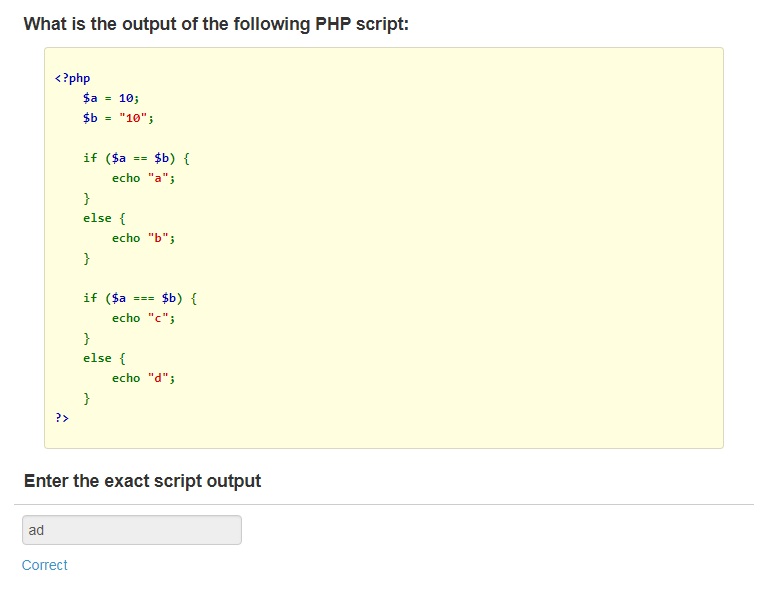 What is the output of the following PHP script:
<?php
$a = 10;
$b = "10";
if ($a == $b) {
echo "a";
}
else {
echo "b";
}
if ($a === $b) {
echo "c";
}
else {
echo "d";
}
?>
Enter the exact script output
ad
Correct